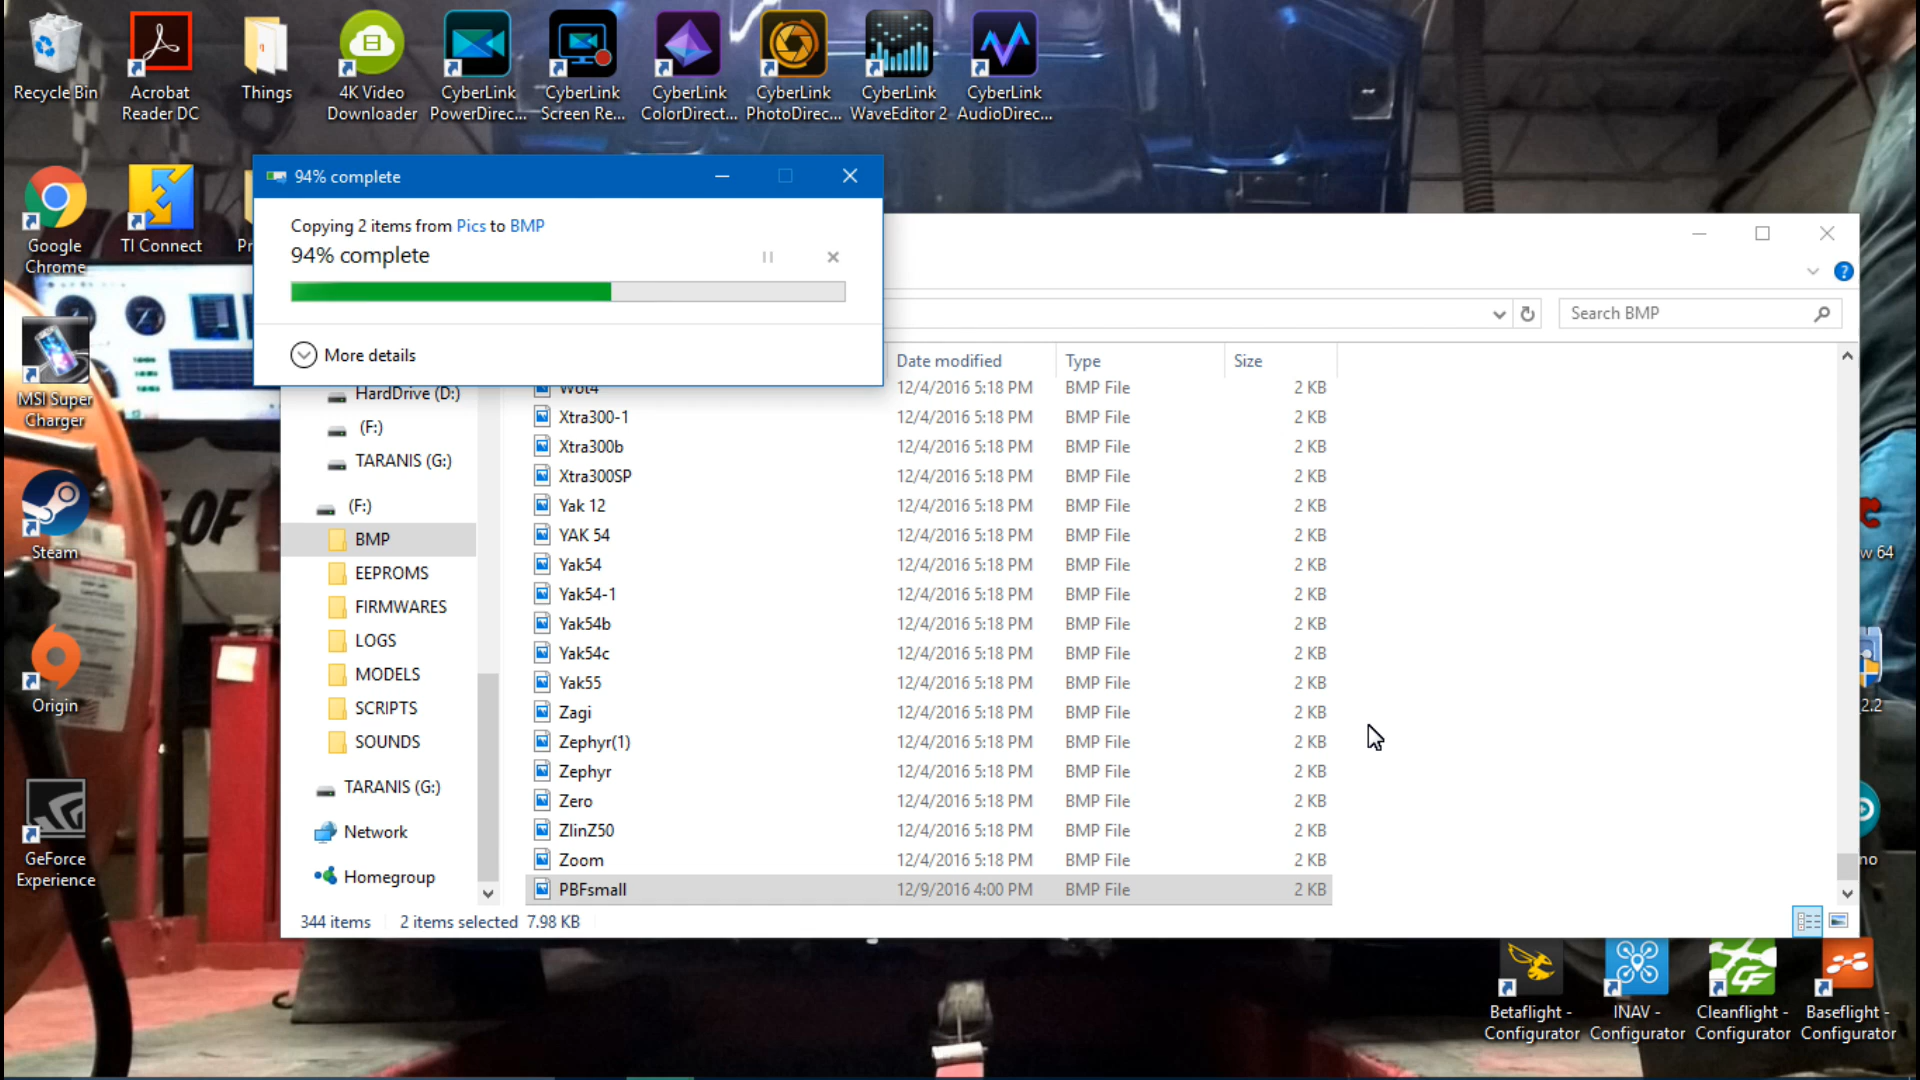 Recycle Bin
Acrobat
Reader DC
Things
4K Video
Downloader
CyberLink
PowerDirec...
CyberLink
Screen Re...
CyberLink
ColorDirect...
CyberLink
PhotoDirec...
CyberLink
WaveEditor 2
CyberLink
AudioDirec...
Google
Chrome
TI Connect
Pr
MSI Super
Charger
Steam
Origin
GeForce
Experience
94% complete
Copying 2 items from Pics to BMP
94% complete
More details
Search BMP
Date modified Type Size
HardDrive (D:)
(F:)
TARANIS (G:)
(F:)
BMP
EEPROMS
FIRMWARES
LOGS
MODELS
SCRIPTS
SOUNDS
TARANIS (G:)
Network
Homegroup
Wot4 12/4/2016 5:18 PM BMP File 2 KB
Xtra300-1 12/4/2016 5:18 PM BMP File 2 KB
Xtra300b 12/4/2016 5:18 PM BMP File 2 KB
Xtra300SP 12/4/2016 5:18 PM BMP File 2 KB
Yak 12 12/4/2016 5:18 PM BMP File 2 KB
YAK 54 12/4/2016 5:18 PM BMP File 2 KB
Yak54 12/4/2016 5:18 PM BMP File 2 KB
Yak54-1 12/4/2016 5:18 PM BMP File 2 KB
Yak54b 12/4/2016 5:18 PM BMP File 2 KB
Yak54c 12/4/2016 5:18 PM BMP File 2 KB
Yak55 12/4/2016 5:18 PM BMP File 2 KB
Zagi 12/4/2016 5:18 PM BMP File 2 KB
Zephyr(1) 12/4/2016 5:18 PM BMP File 2 KB
Zephyr 12/4/2016 5:18 PM BMP File 2 KB
Zero 12/4/2016 5:18 PM BMP File 2 KB
ZlinZ50 12/4/2016 5:18 PM BMP File 2 KB
Zoom 12/4/2016 5:18 PM BMP File 2 KB
PBFsmall 12/9/2016 4:00 PM BMP File 2 KB
344 items 2 items selected 7.98 KB
OF
w 64
2.2
no
Betaflight -
Configurator
INAV -
Configurator
Cleanflight -
Configurator
Baseflight -
Configurator